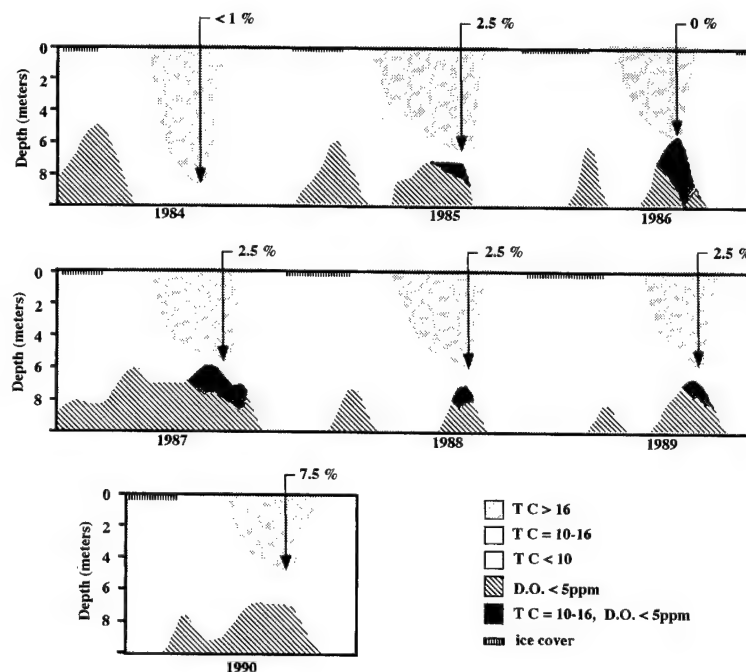 < 1 %
2.5 %
0 %
Depth (meters)
0
2
4
6
8
1984
1985
1986
2.5 %
2.5 %
2.5 %
Depth (meters)
0
2
4
6
8
1987
1988
1989
7.5 %
Depth (meters)
0
2
4
6
8
1990
T C > 16
T C = 10-16
T C < 10
D.O. < 5ppm
T C = 10-16, D.O. < 5ppm
ice cover